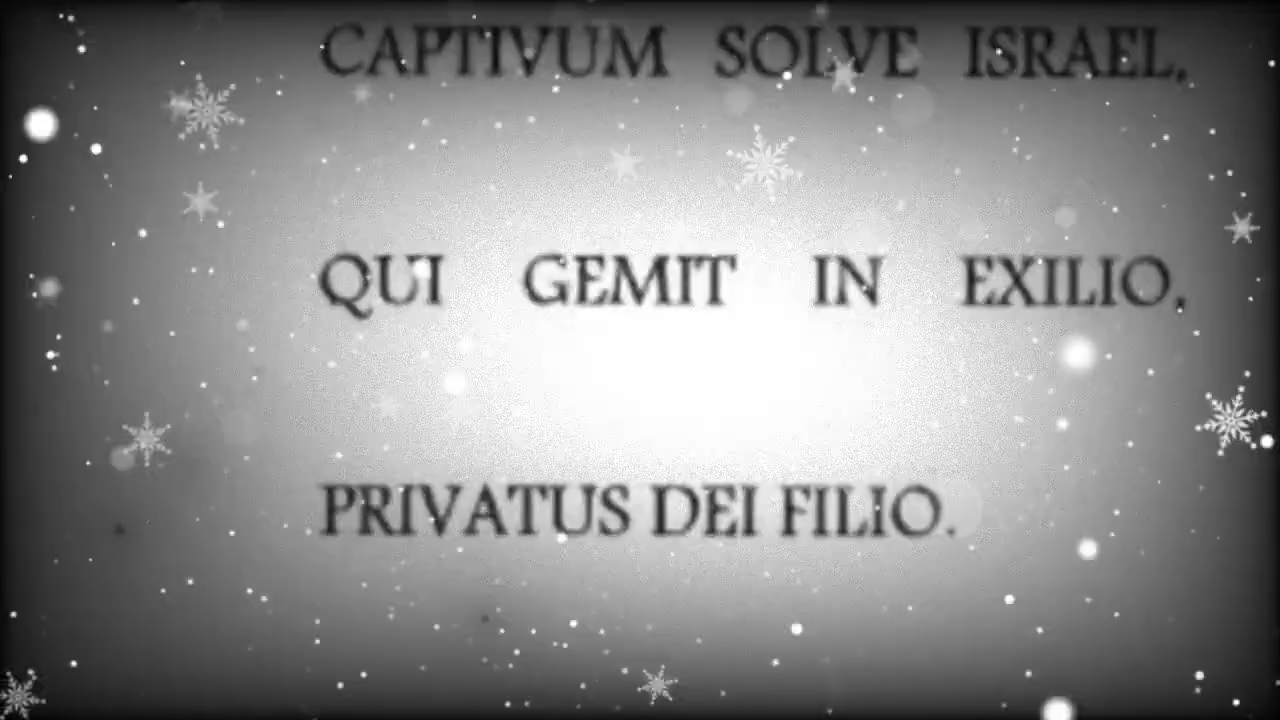 CAPTIVUM SOLVE ISRAEL,
QUI GEMIT IN EXILIO,
PRIVATUS DEI FILIO.